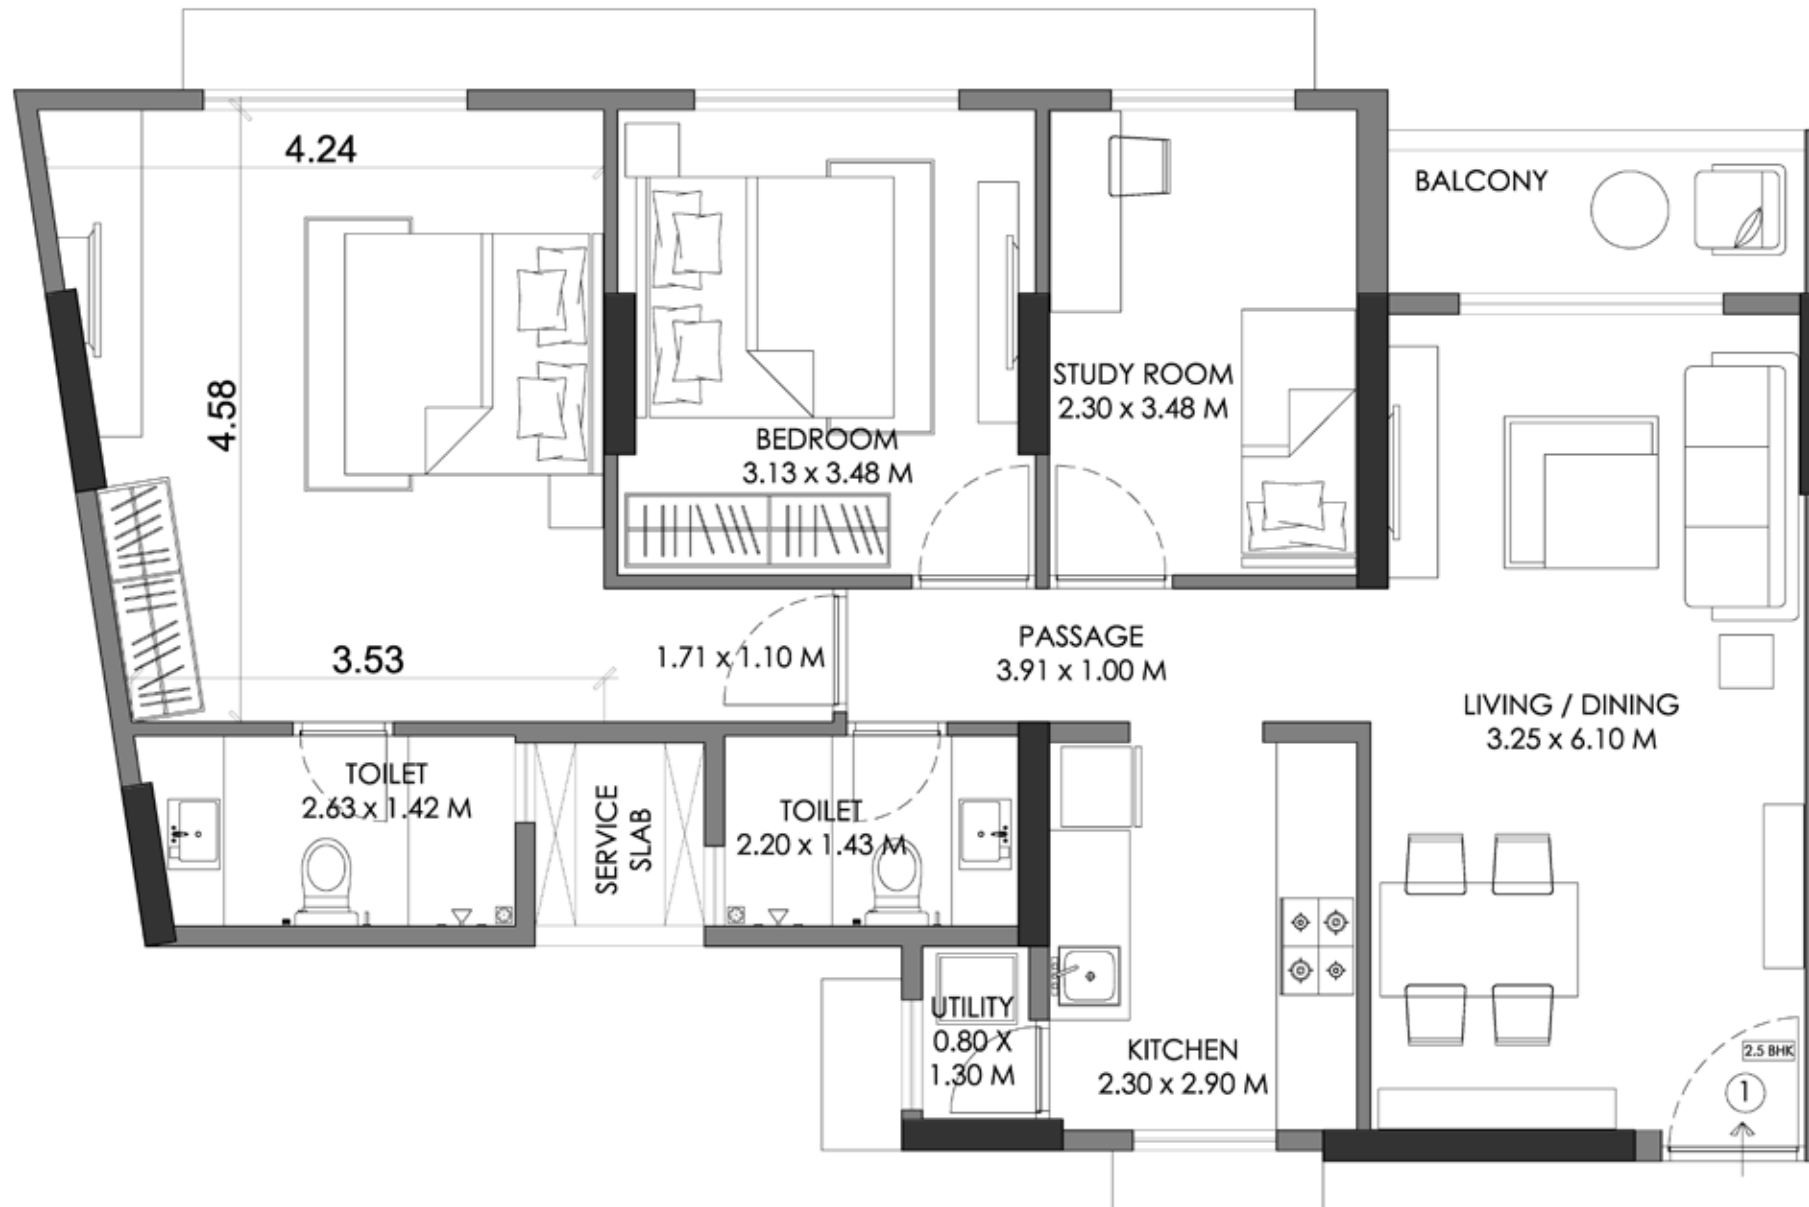 4.24
4.58
3.53
1.71 x 1.10 M
BEDROOM
3.13 x 3.48 M
STUDY ROOM
2.30 x 3.48 M
BALCONY
PASSAGE
3.91 x 1.00 M
LIVING / DINING
3.25 x 6.10 M
TOILET
2.63 x 1.42 M
SERVICE
SLAB
TOILET
2.20 x 1.43 M
UTILITY
0.80 X
1.30 M
KITCHEN
2.30 x 2.90 M
2.5 BHK
1